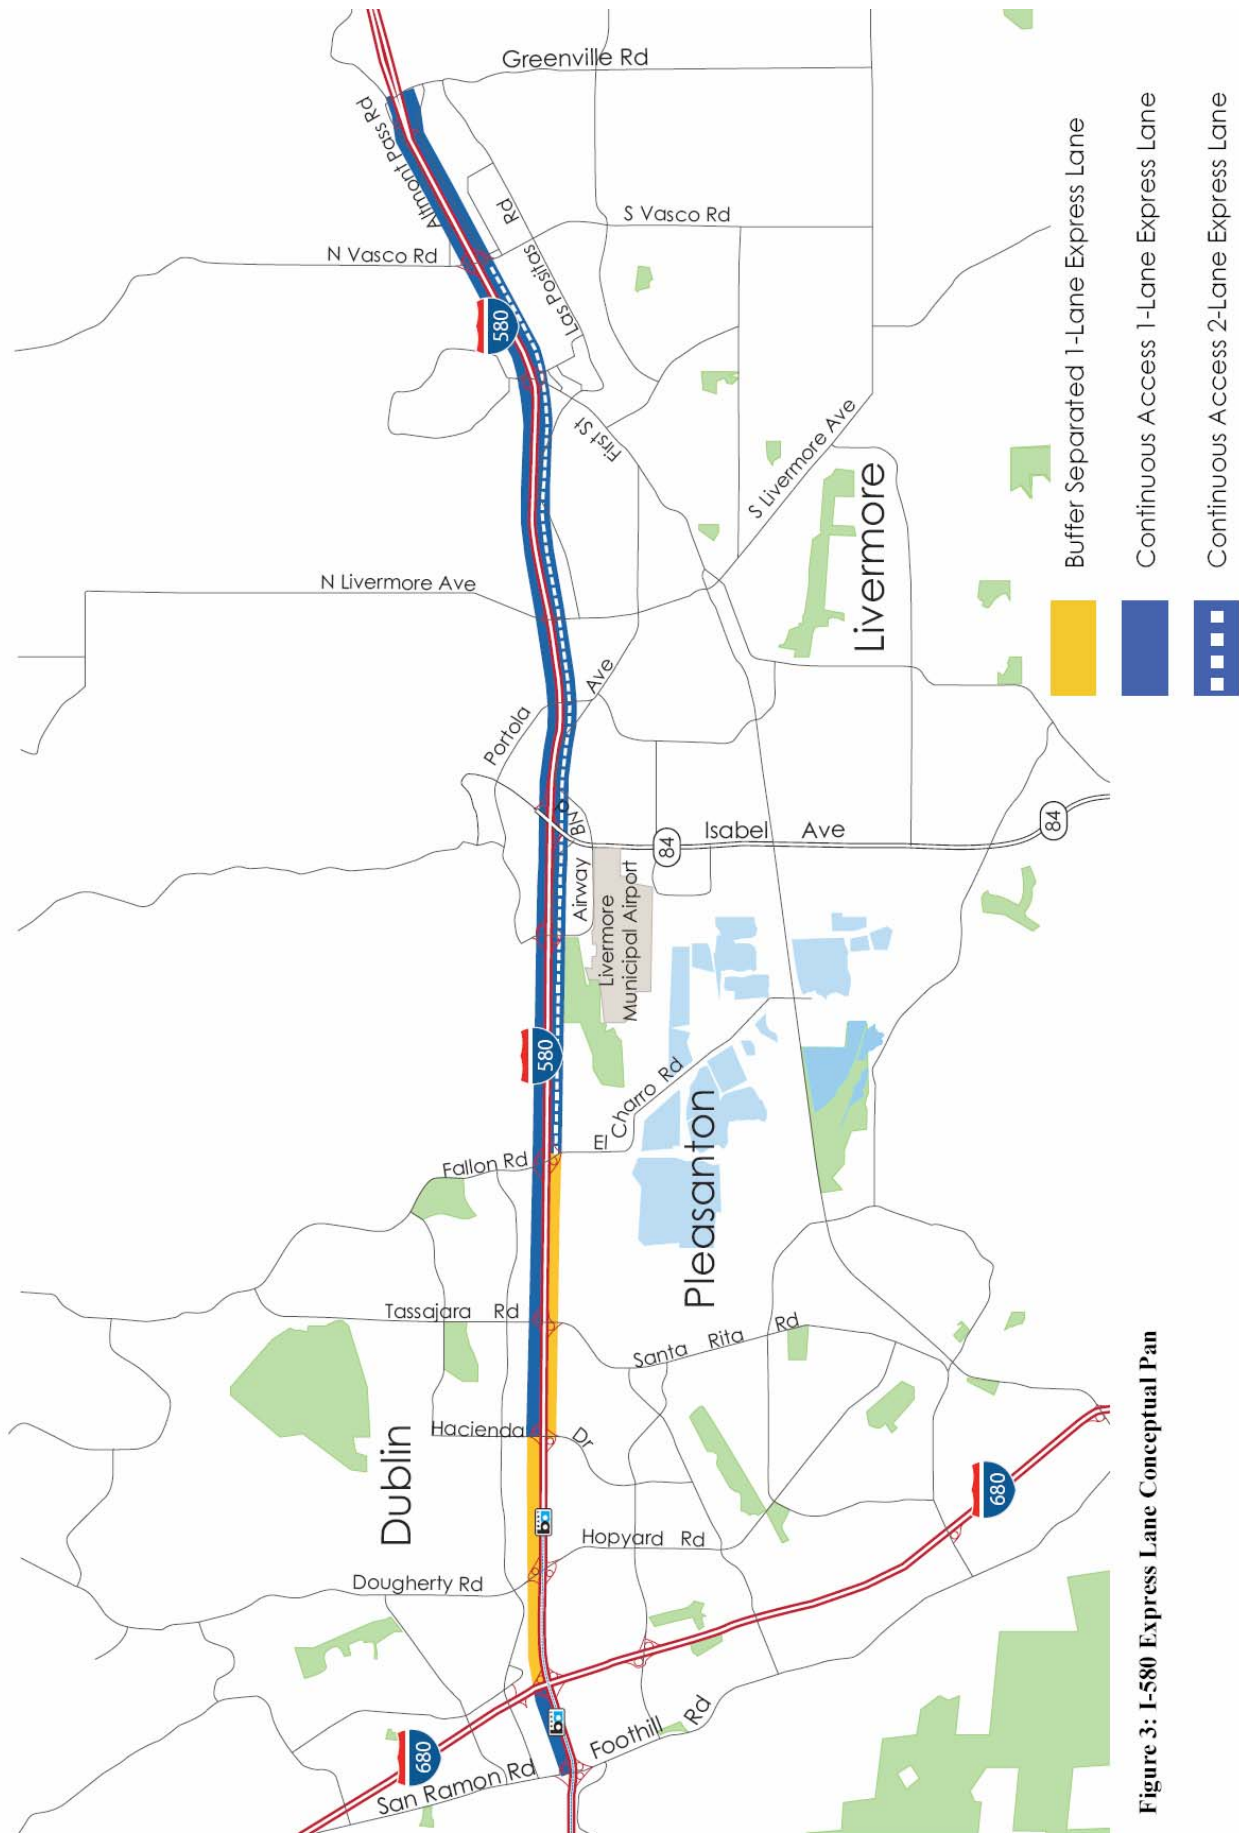 Greenville Rd
Altmont Pass Rd
N Vasco Rd
S Vasco Rd
Las Positas Rd
580
First St
N Livermore Ave
S Livermore Ave
Livermore
Portola
Ave
Airway
Blvd
Isabel Ave
84
84
Livermore
Municipal Airport
580
El
Charro Rd
Fallon Rd
Pleasanton
Tassajara Rd
Santa Rita Rd
Hacienda
Dr
Dublin
Hopyard Rd
Dougherty Rd
680
680
San Ramon Rd
Foothill
Rd
ba
ba
Buffer Separated 1-Lane Express Lane
Continuous Access 1-Lane Express Lane
Continuous Access 2-Lane Express Lane
Figure 3: I-580 Express Lane Conceptual Pan